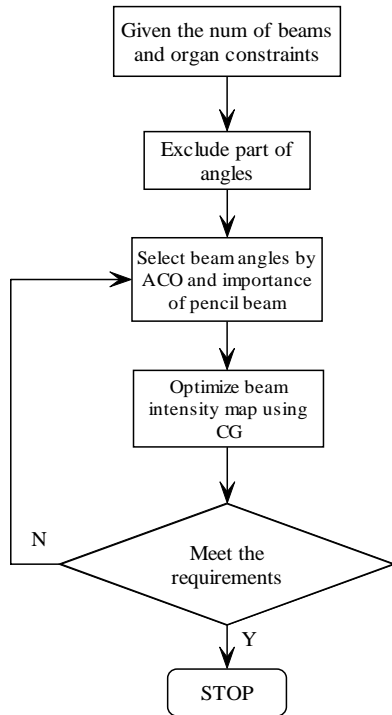 Given the num of beams
and organ constraints
Exclude part of
angles
Select beam angles by
ACO and importance
of pencil beam
Optimize beam
intensity map using
CG
Meet the
requirements
N
Y
STOP